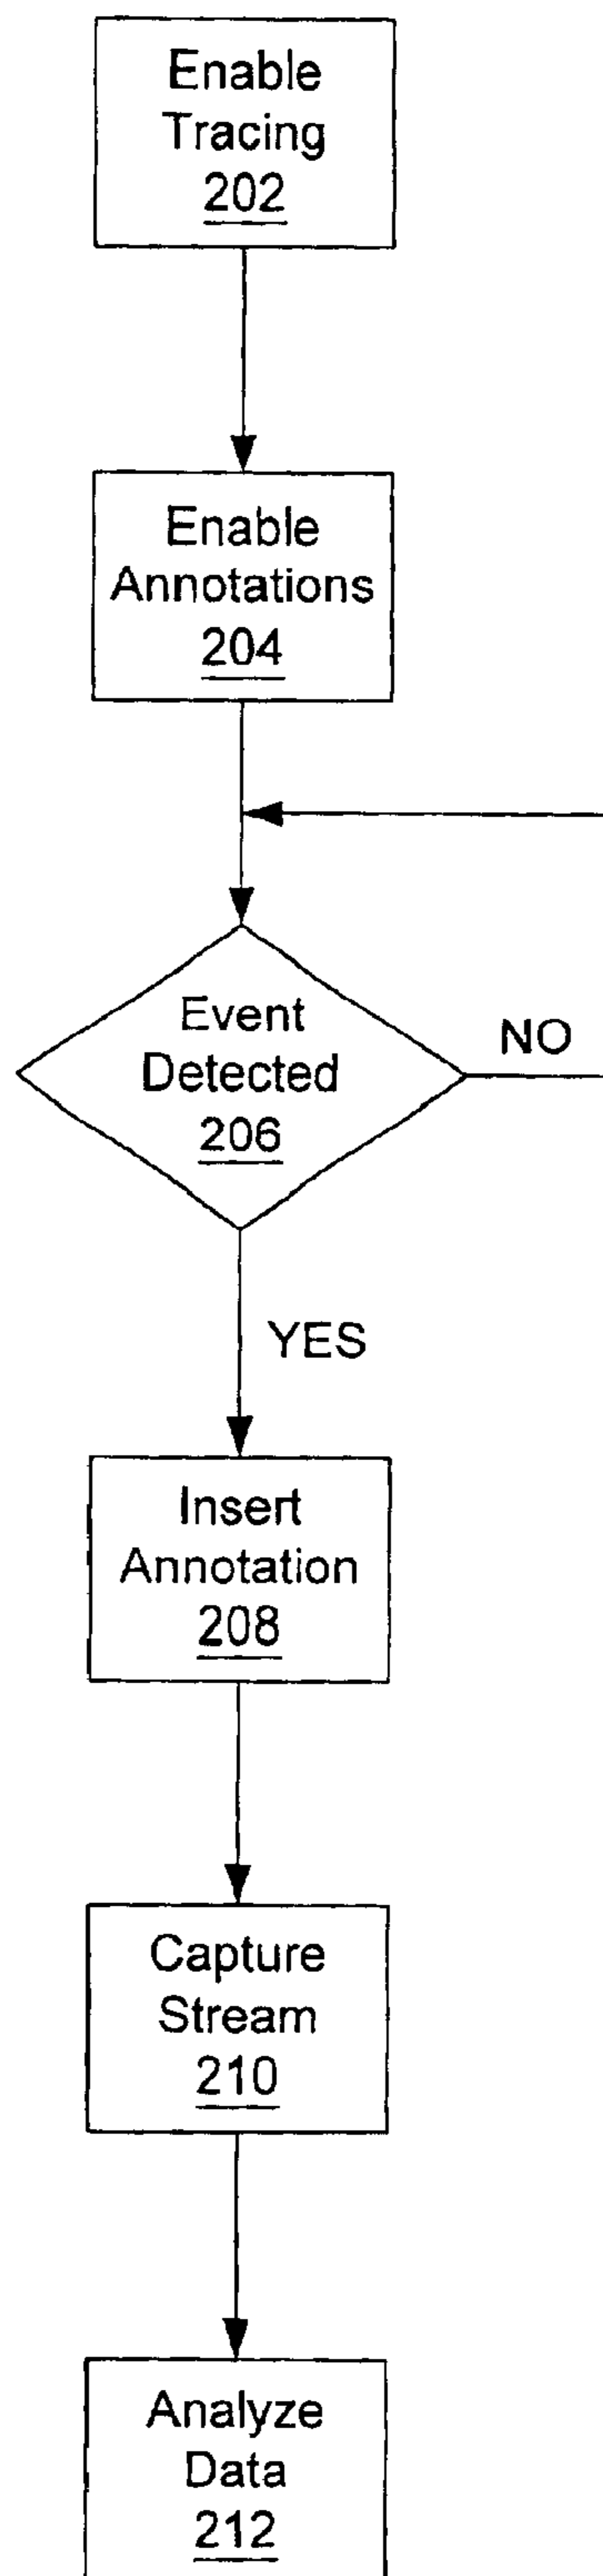 Enable
Tracing
202
Enable
Annotations
204
Event
Detected
206
NO
YES
Insert
Annotation
208
Capture
Stream
210
Analyze
Data
212